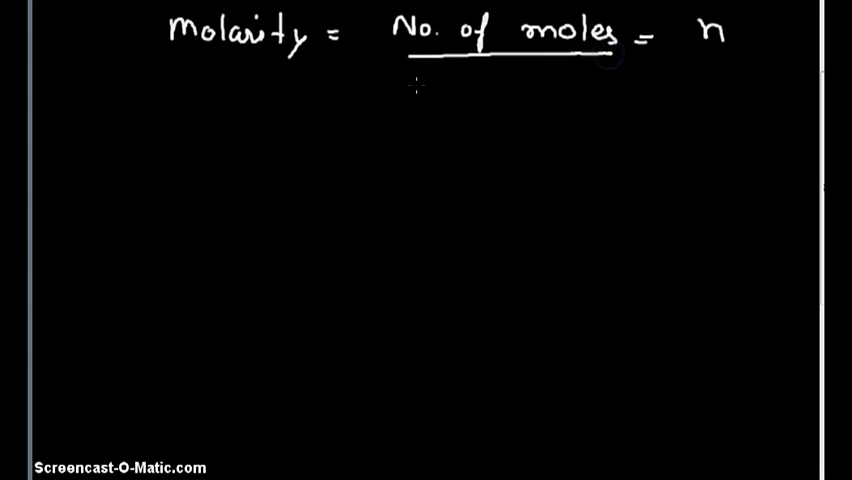 Molarity = No. of moles = n
Screencast-O-Matic.com